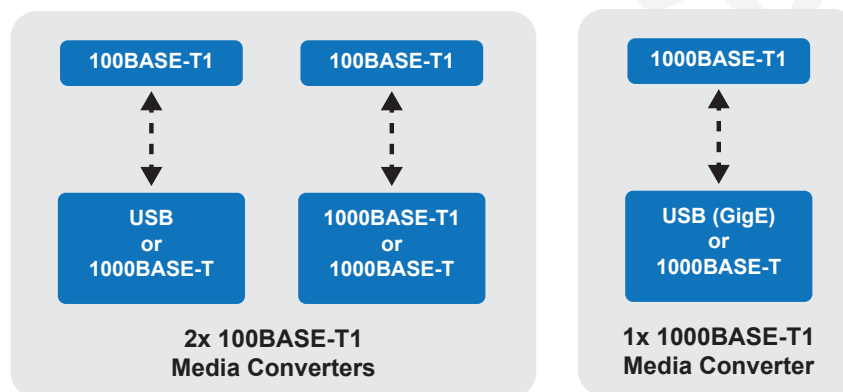 100BASE-T1
100BASE-T1
USB
or
1000BASE-T
1000BASE-T1
or
1000BASE-T
2x 100BASE-T1
Media Converters
1000BASE-T1
USB (GigE)
or
1000BASE-T
1x 1000BASE-T1
Media Converter